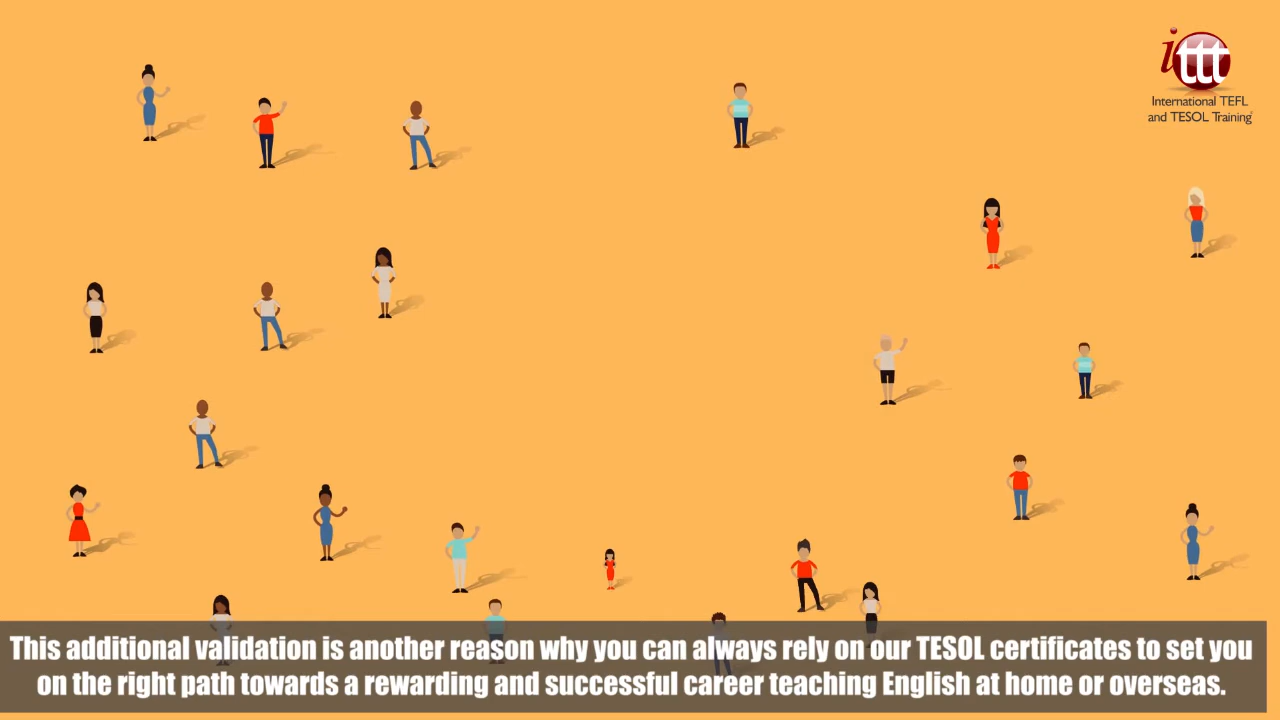 ittt
International TEFL
and TESOL Training
This additional validation is another reason why you can always rely on our TESOL certificates to set you
on the right path towards a rewarding and successful career teaching English at home or overseas.